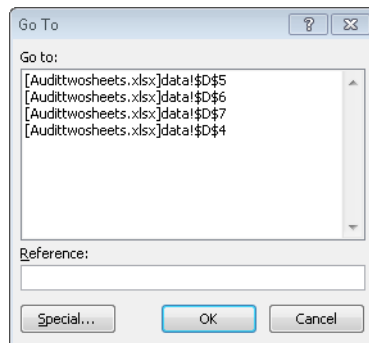 Go To
Go to:
[Audittwosheets.xlsx]data!$D$5
[Audittwosheets.xlsx]data!$D$6
[Audittwosheets.xlsx]data!$D$7
[Audittwosheets.xlsx]data!$D$4
Reference:
Special...
OK
Cancel